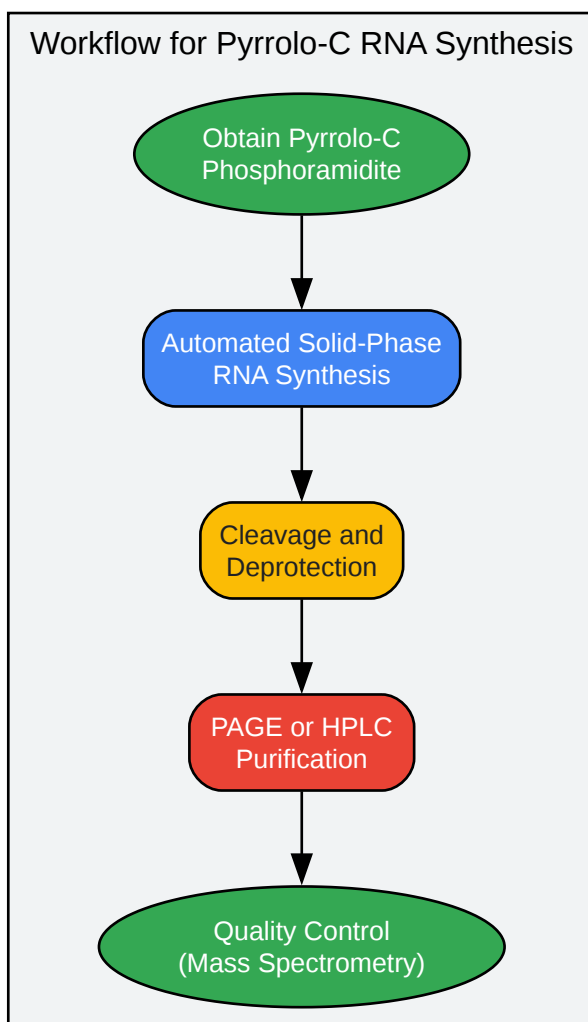 Workflow for Pyrrolo-C RNA Synthesis
Obtain Pyrrolo-C
Phosphoramidite
Automated Solid-Phase
RNA Synthesis
Cleavage and
Deprotection
PAGE or HPLC
Purification
Quality Control
(Mass Spectrometry)